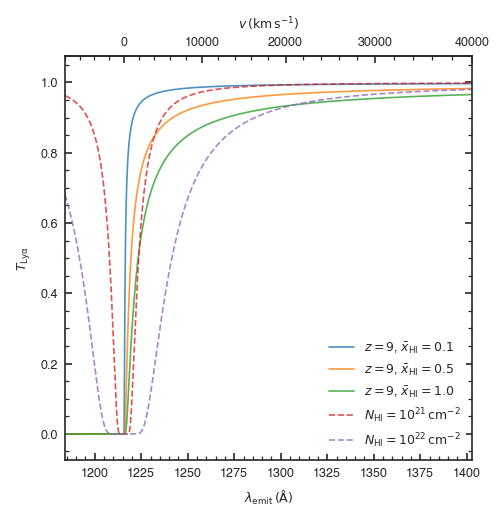 v (km s⁻¹)
0 10000 20000 30000 40000
1.0
0.8
0.6
0.4
0.2
0.0
T_Lyα
z = 9, x̄_HI = 0.1
z = 9, x̄_HI = 0.5
z = 9, x̄_HI = 1.0
N_HI = 10²¹ cm⁻²
N_HI = 10²² cm⁻²
1200 1225 1250 1275 1300 1325 1350 1375 1400
λ_emit (Å)